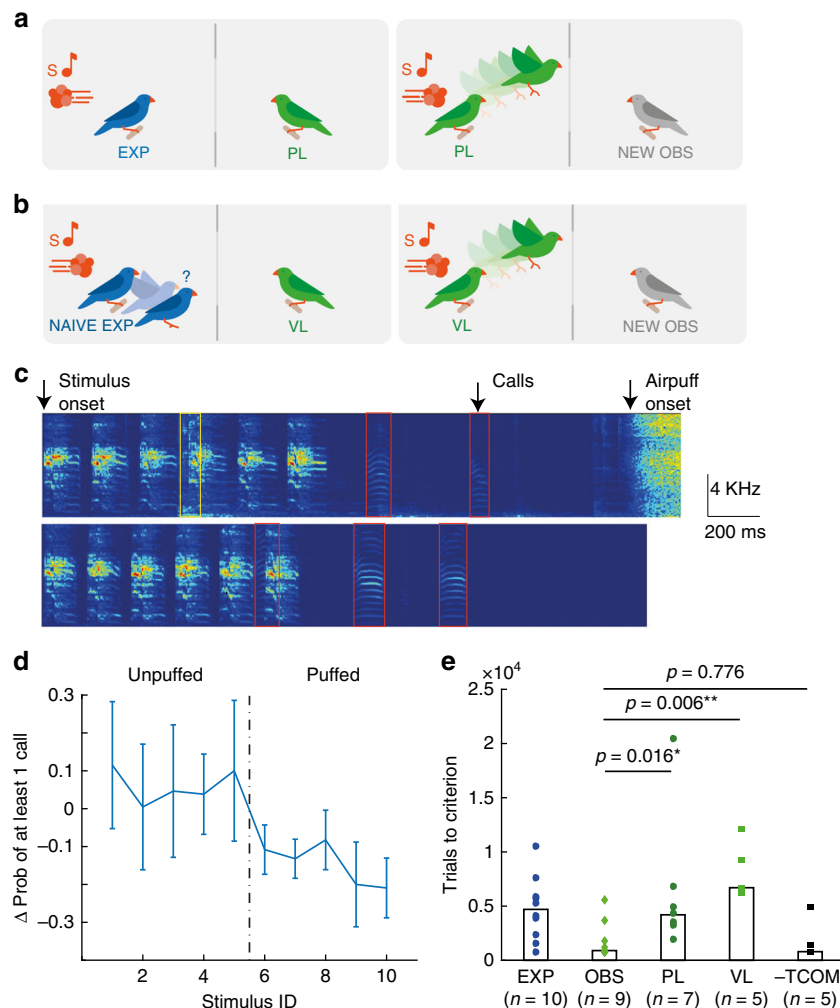 a
S
EXP
PL
S
PL
NEW OBS
b
S
?
NAIVE EXP
VL
S
VL
NEW OBS
c
Stimulus onset
Calls
Airpuff onset
4 KHz
200 ms
d
Unpuffed
Puffed
0.3
0.1
0
−0.1
−0.3
Δ Prob of at least 1 call
2
4
6
8
10
Stimulus ID
e
×10⁴
2.5
2
1.5
1
0.5
0
Trials to criterion
p = 0.776
p = 0.006**
p = 0.016*
EXP
OBS
PL
VL
−TCOM
(n = 10)
(n = 9)
(n = 7)
(n = 5)
(n = 5)